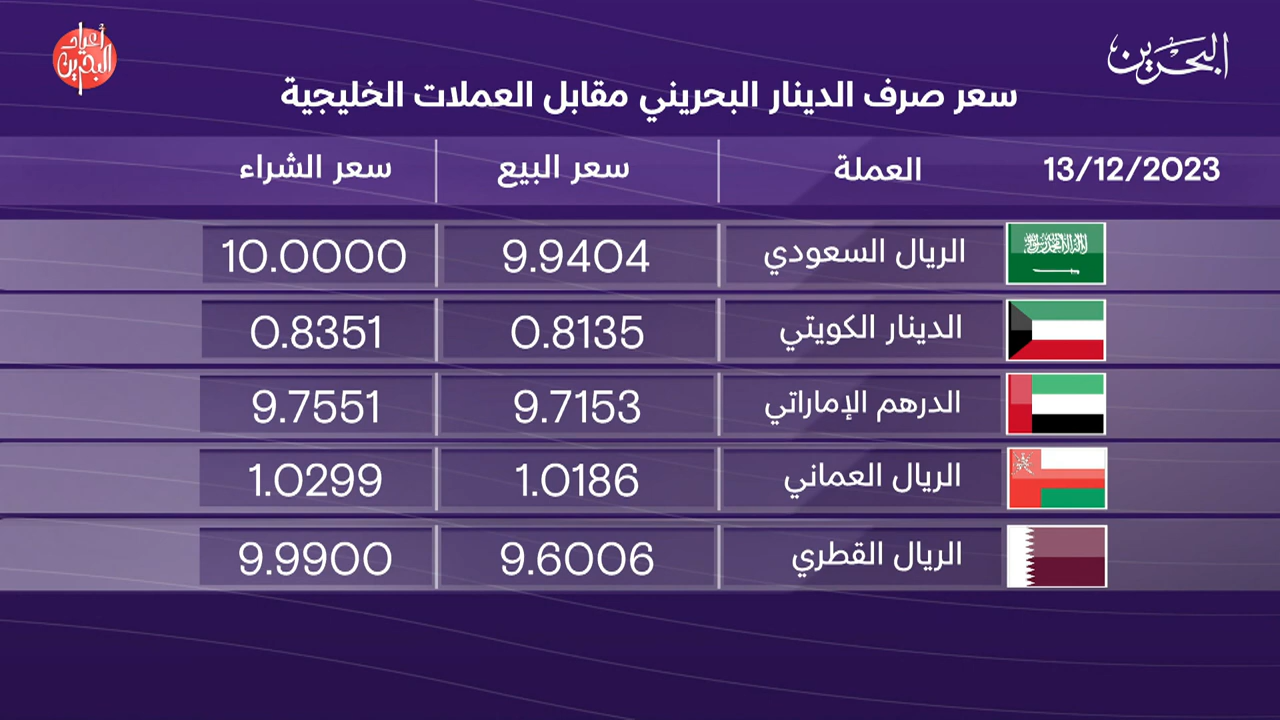 البحرين
أعياد
البحرين
سعر صرف الدينار البحريني مقابل العملات الخليجية
13/12/2023 العملة سعر البيع سعر الشراء
الريال السعودي 9.9404 10.0000
الدينار الكويتي 0.8135 0.8351
الدرهم الإماراتي 9.7153 9.7551
الريال العماني 1.0186 1.0299
الريال القطري 9.6006 9.9900